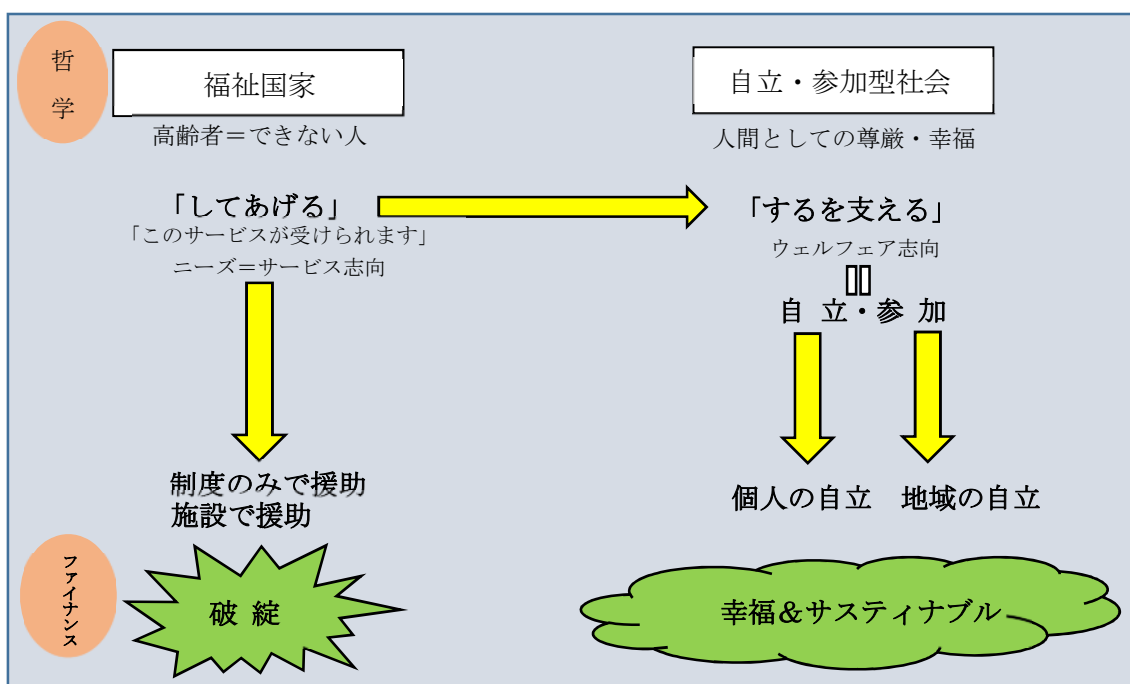 哲
学
福祉国家
高齢者=できない人
「してあげる」
「このサービスが受けられます」
ニーズ=サービス志向
制度のみで援助
施設で援助
ファイナンス
破 綻
自立・参加型社会
人間としての尊厳・幸福
「するを支える」
ウェルフェア志向
自 立・参 加
個人の自立 地域の自立
幸福&サスティナブル